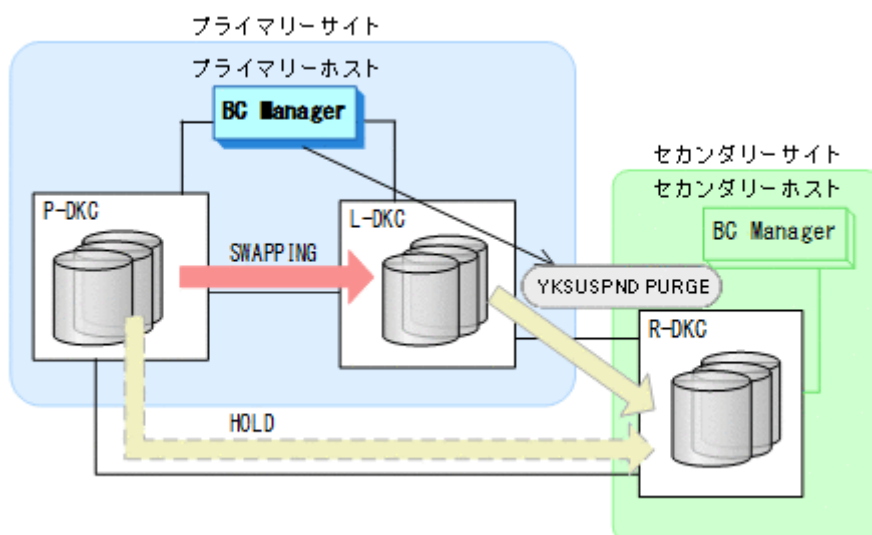 プライマリーサイト
プライマリーホスト
BC Manager
セカンダリーサイト
セカンダリーホスト
BC Manager
P-DKC
L-DKC
SWAPPING
YKSUSPND PURGE
R-DKC
HOLD